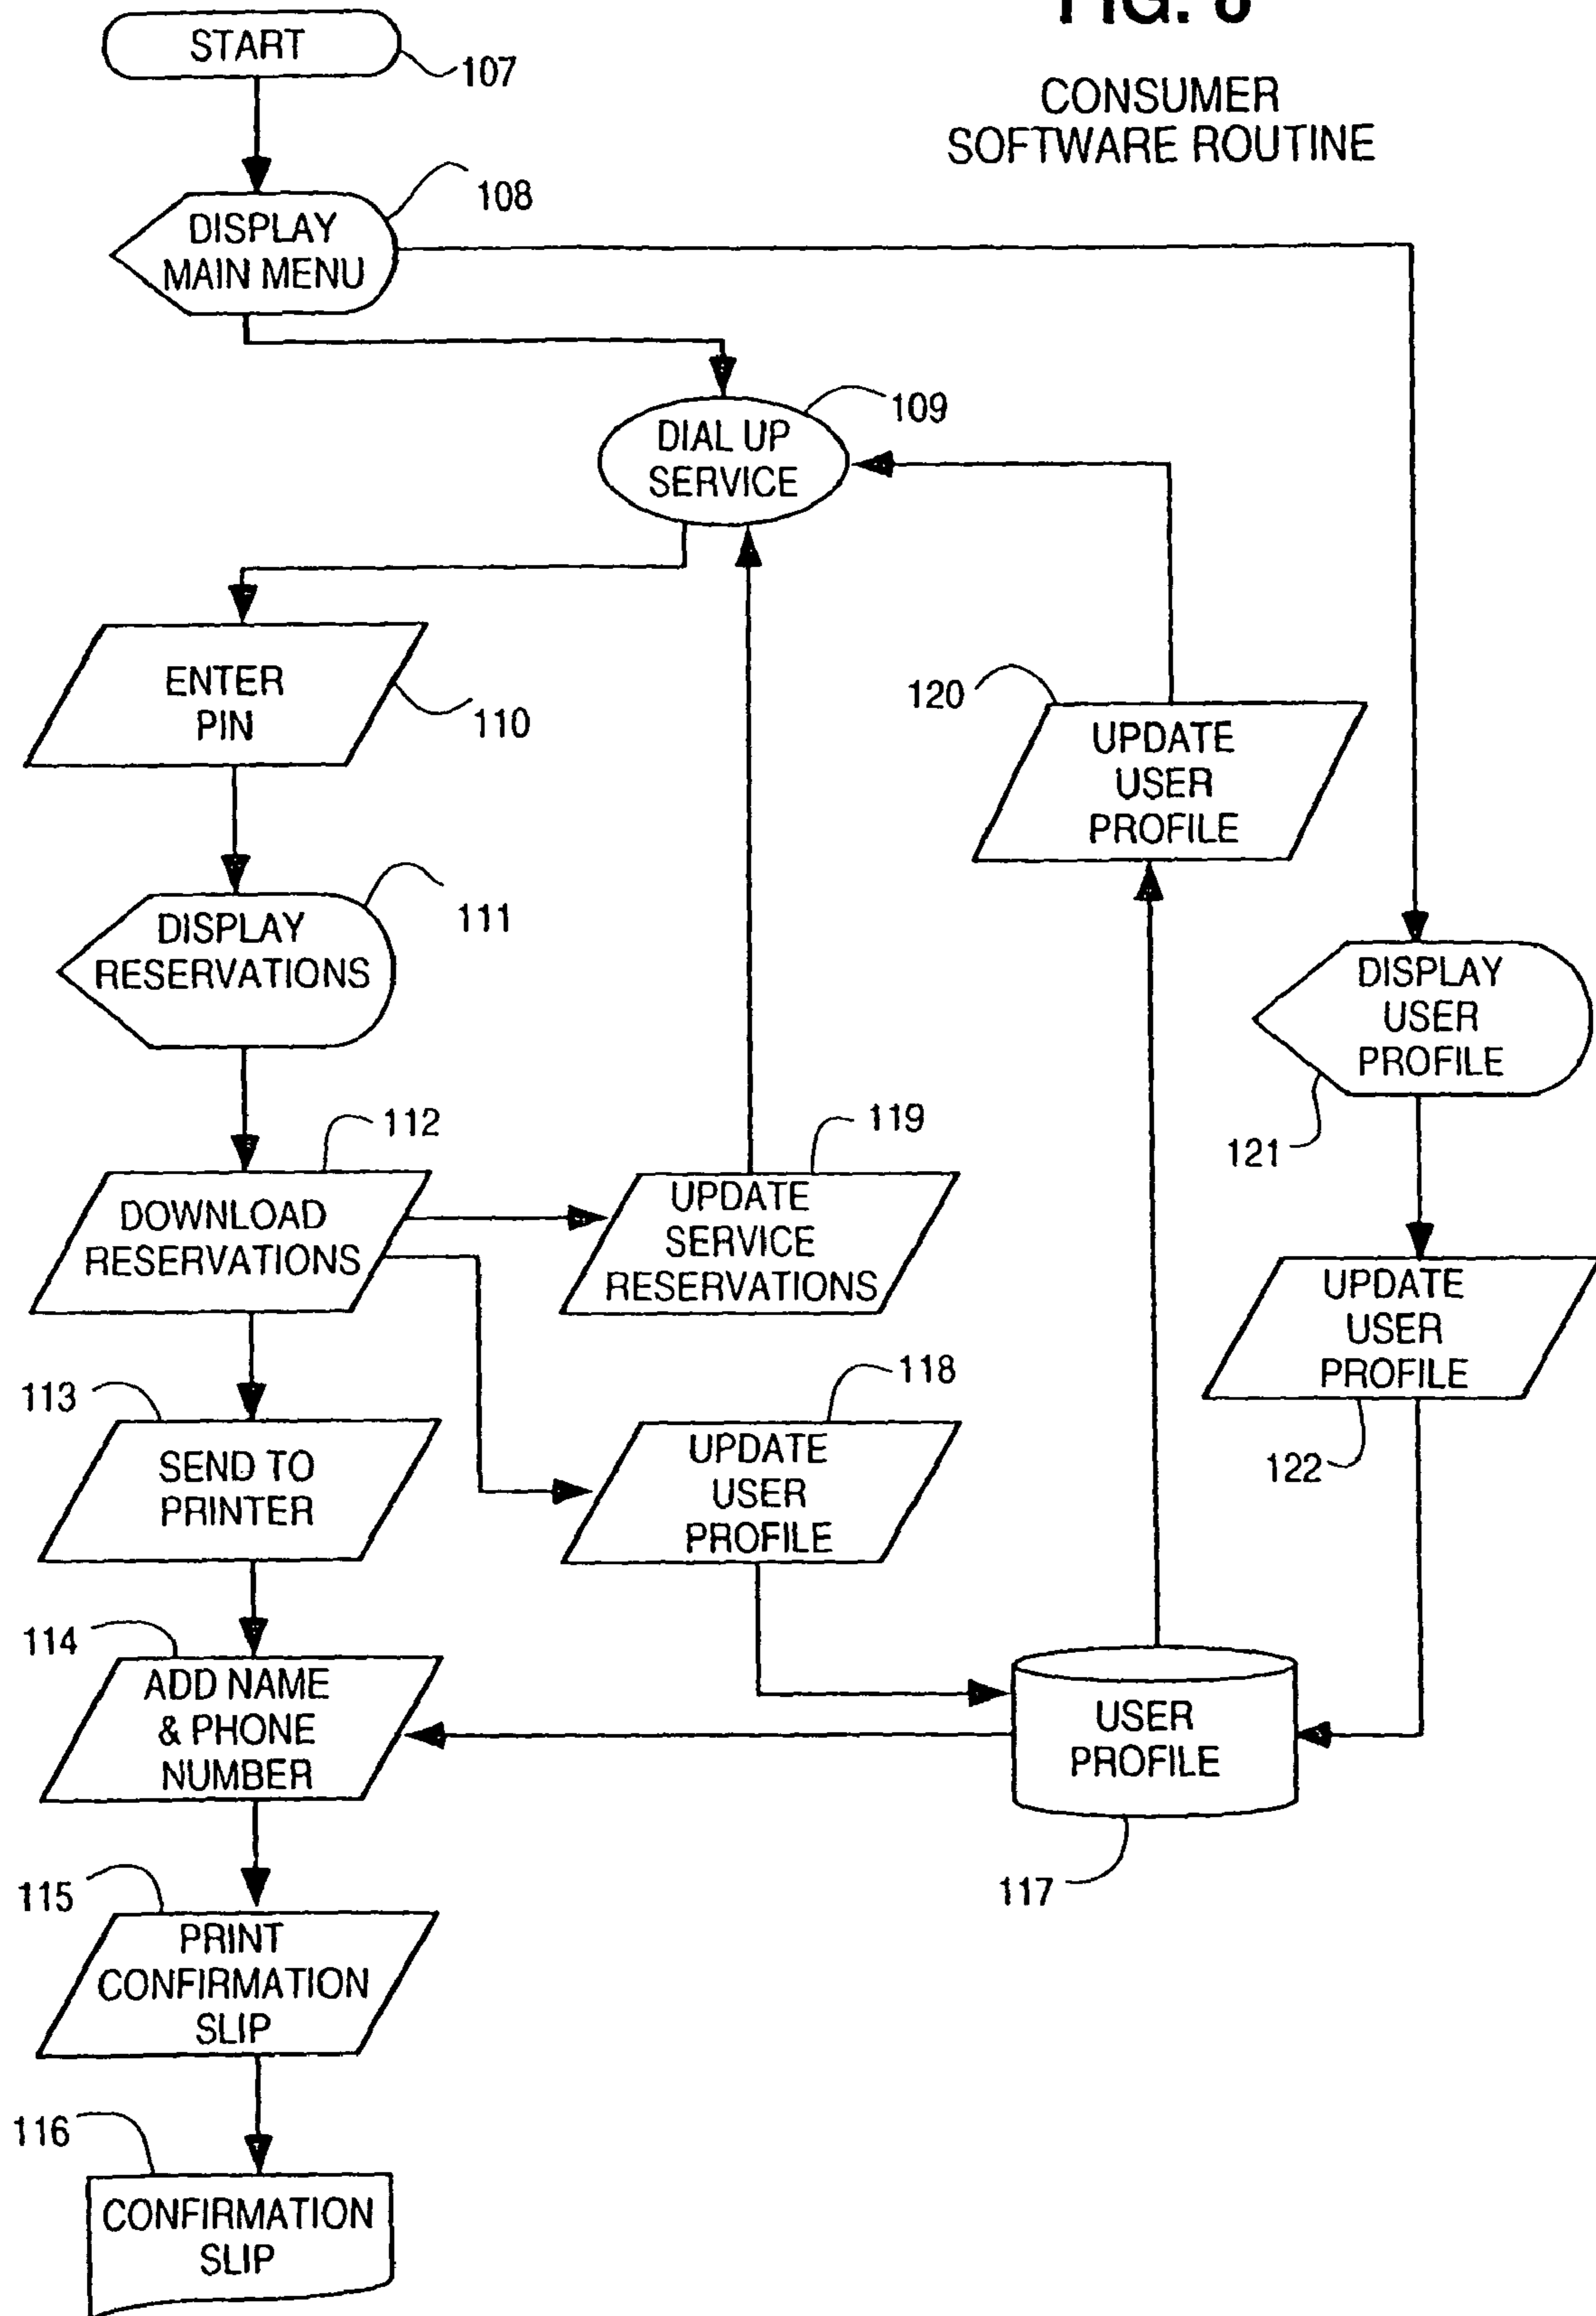 FIG.
CONSUMER
SOFTWARE ROUTINE
START
107
DISPLAY
MAIN MENU
108
DIAL UP
SERVICE
109
ENTER
PIN
110
120
UPDATE
USER
PROFILE
DISPLAY
RESERVATIONS
111
DISPLAY
USER
PROFILE
121
DOWNLOAD
RESERVATIONS
112
UPDATE
SERVICE
RESERVATIONS
119
UPDATE
USER
PROFILE
122
113
SEND TO
PRINTER
UPDATE
USER
PROFILE
118
114
ADD NAME
& PHONE
NUMBER
USER
PROFILE
117
115
PRINT
CONFIRMATION
SLIP
116
CONFIRMATION
SLIP